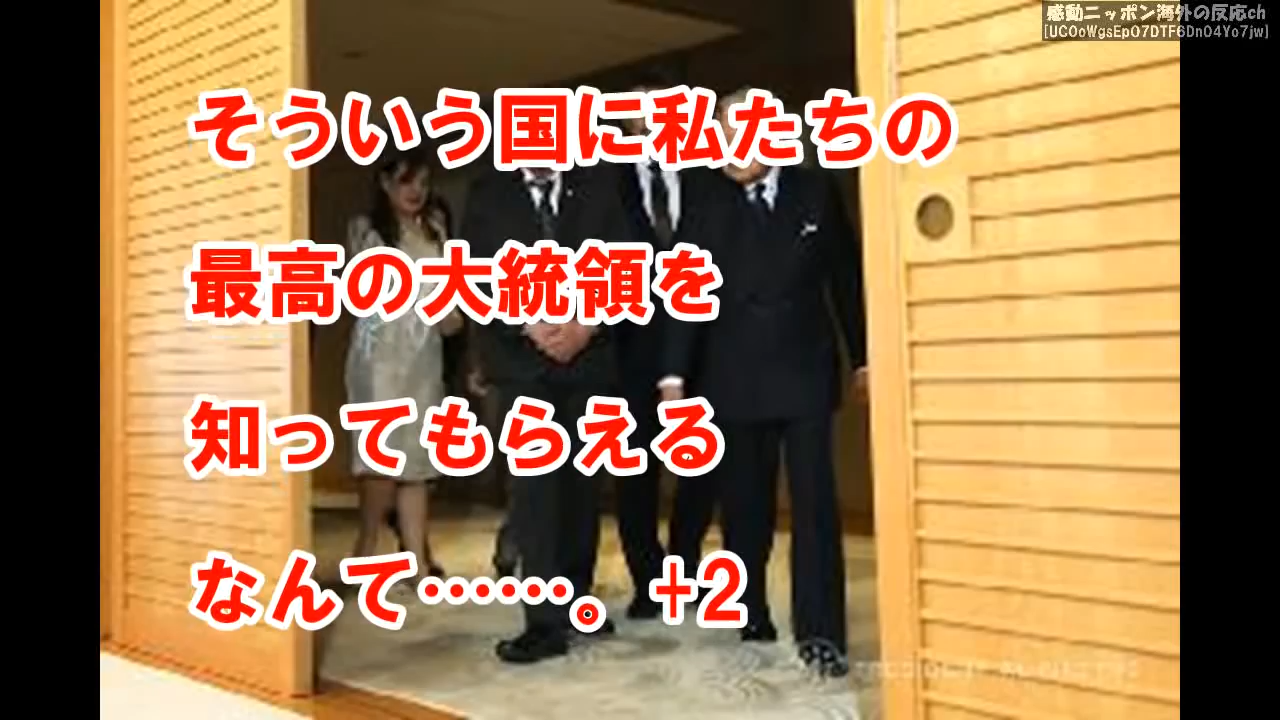 感動ニッポン海外の反応ch
[UCOoWgsEpO7DTF6DnO4Yo7jw]
そういう国に私たちの
最高の大統領を
知ってもらえる
なんて……。+2